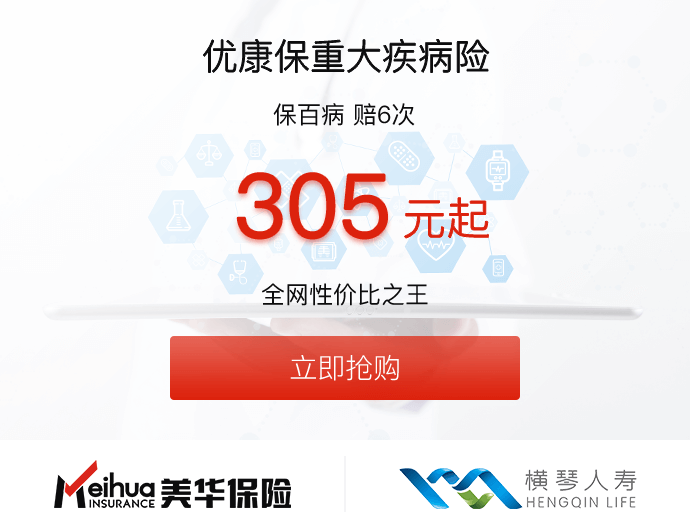 优康保重大疾病险
保百病 赔6次
305 元起
全网性价比之王
立即抢购
Meihua INSURANCE 美华保险
横琴人寿
HENGQIN LIFE